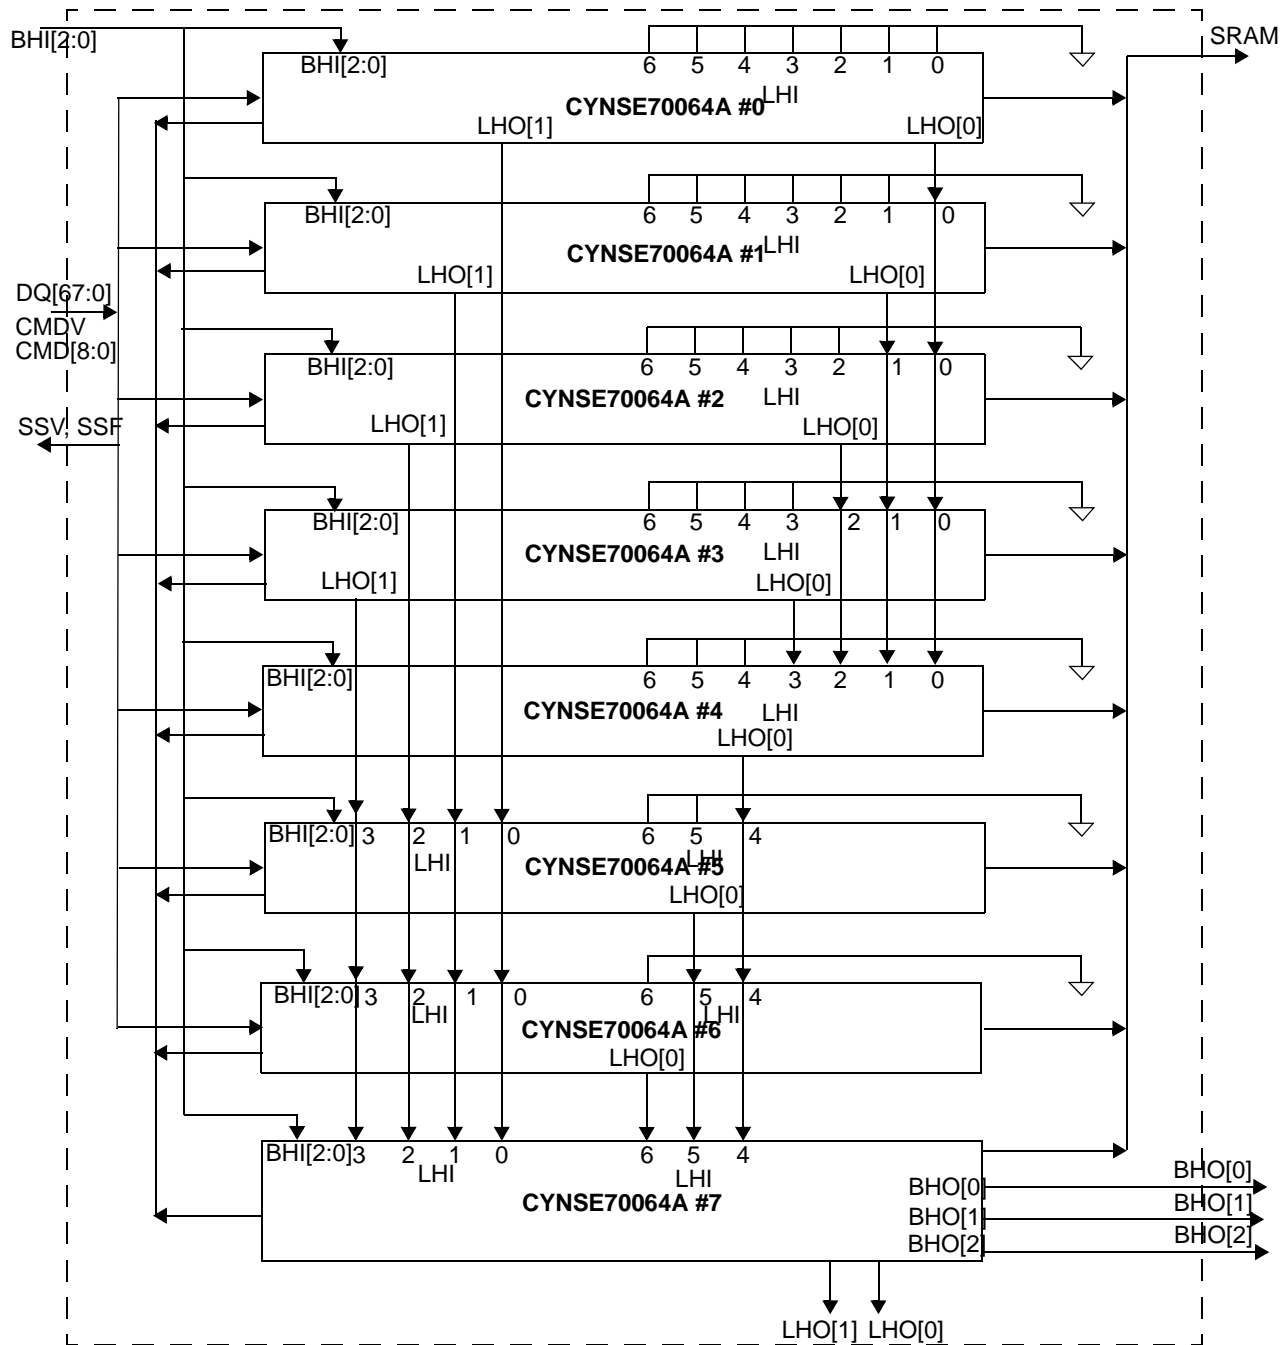 BHI[2:0]
SRAM
BHI[2:0]
6 5 4 3 2 1 0
LHI
CYNSE70064A #0
LHO[1]
LHO[0]
BHI[2:0]
6 5 4 3 2 1 0
LHI
CYNSE70064A #1
LHO[1]
LHO[0]
DQ[67:0]
CMDV
CMD[8:0]
BHI[2:0]
6 5 4 3 2 1 0
LHI
CYNSE70064A #2
LHO[1]
LHO[0]
SSV, SSF
BHI[2:0]
6 5 4 3 2 1 0
LHI
CYNSE70064A #3
LHO[1]
LHO[0]
BHI[2:0]
6 5 4 3 2 1 0
LHI
CYNSE70064A #4
LHO[0]
BHI[2:0] 3 2 1 0 6 5 4
LHI
LHI
CYNSE70064A #5
LHO[0]
BHI[2:0] 3 2 1 0 6 5 4
LHI
LHI
CYNSE70064A #6
LHO[0]
BHI[2:0] 3 2 1 0 6 5 4
LHI
LHI
CYNSE70064A #7
BHO[0]
BHO[1]
BHO[2]
BHO[0]
BHO[1]
BHO[2]
LHO[1] LHO[0]